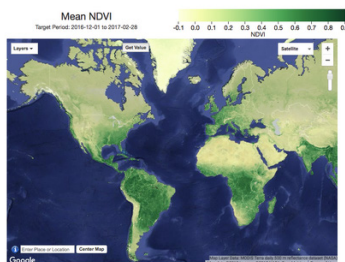 Mean NDVI
Target Period: 2016-12-01 to 2017-02-28
-0.1 0.0 0.1 0.2 0.3 0.4 0.5 0.6 0.7 0.8 0.9
NDVI
Layers
Get Value
Satellite
+
−
Enter Place or Location
Center Map
Google